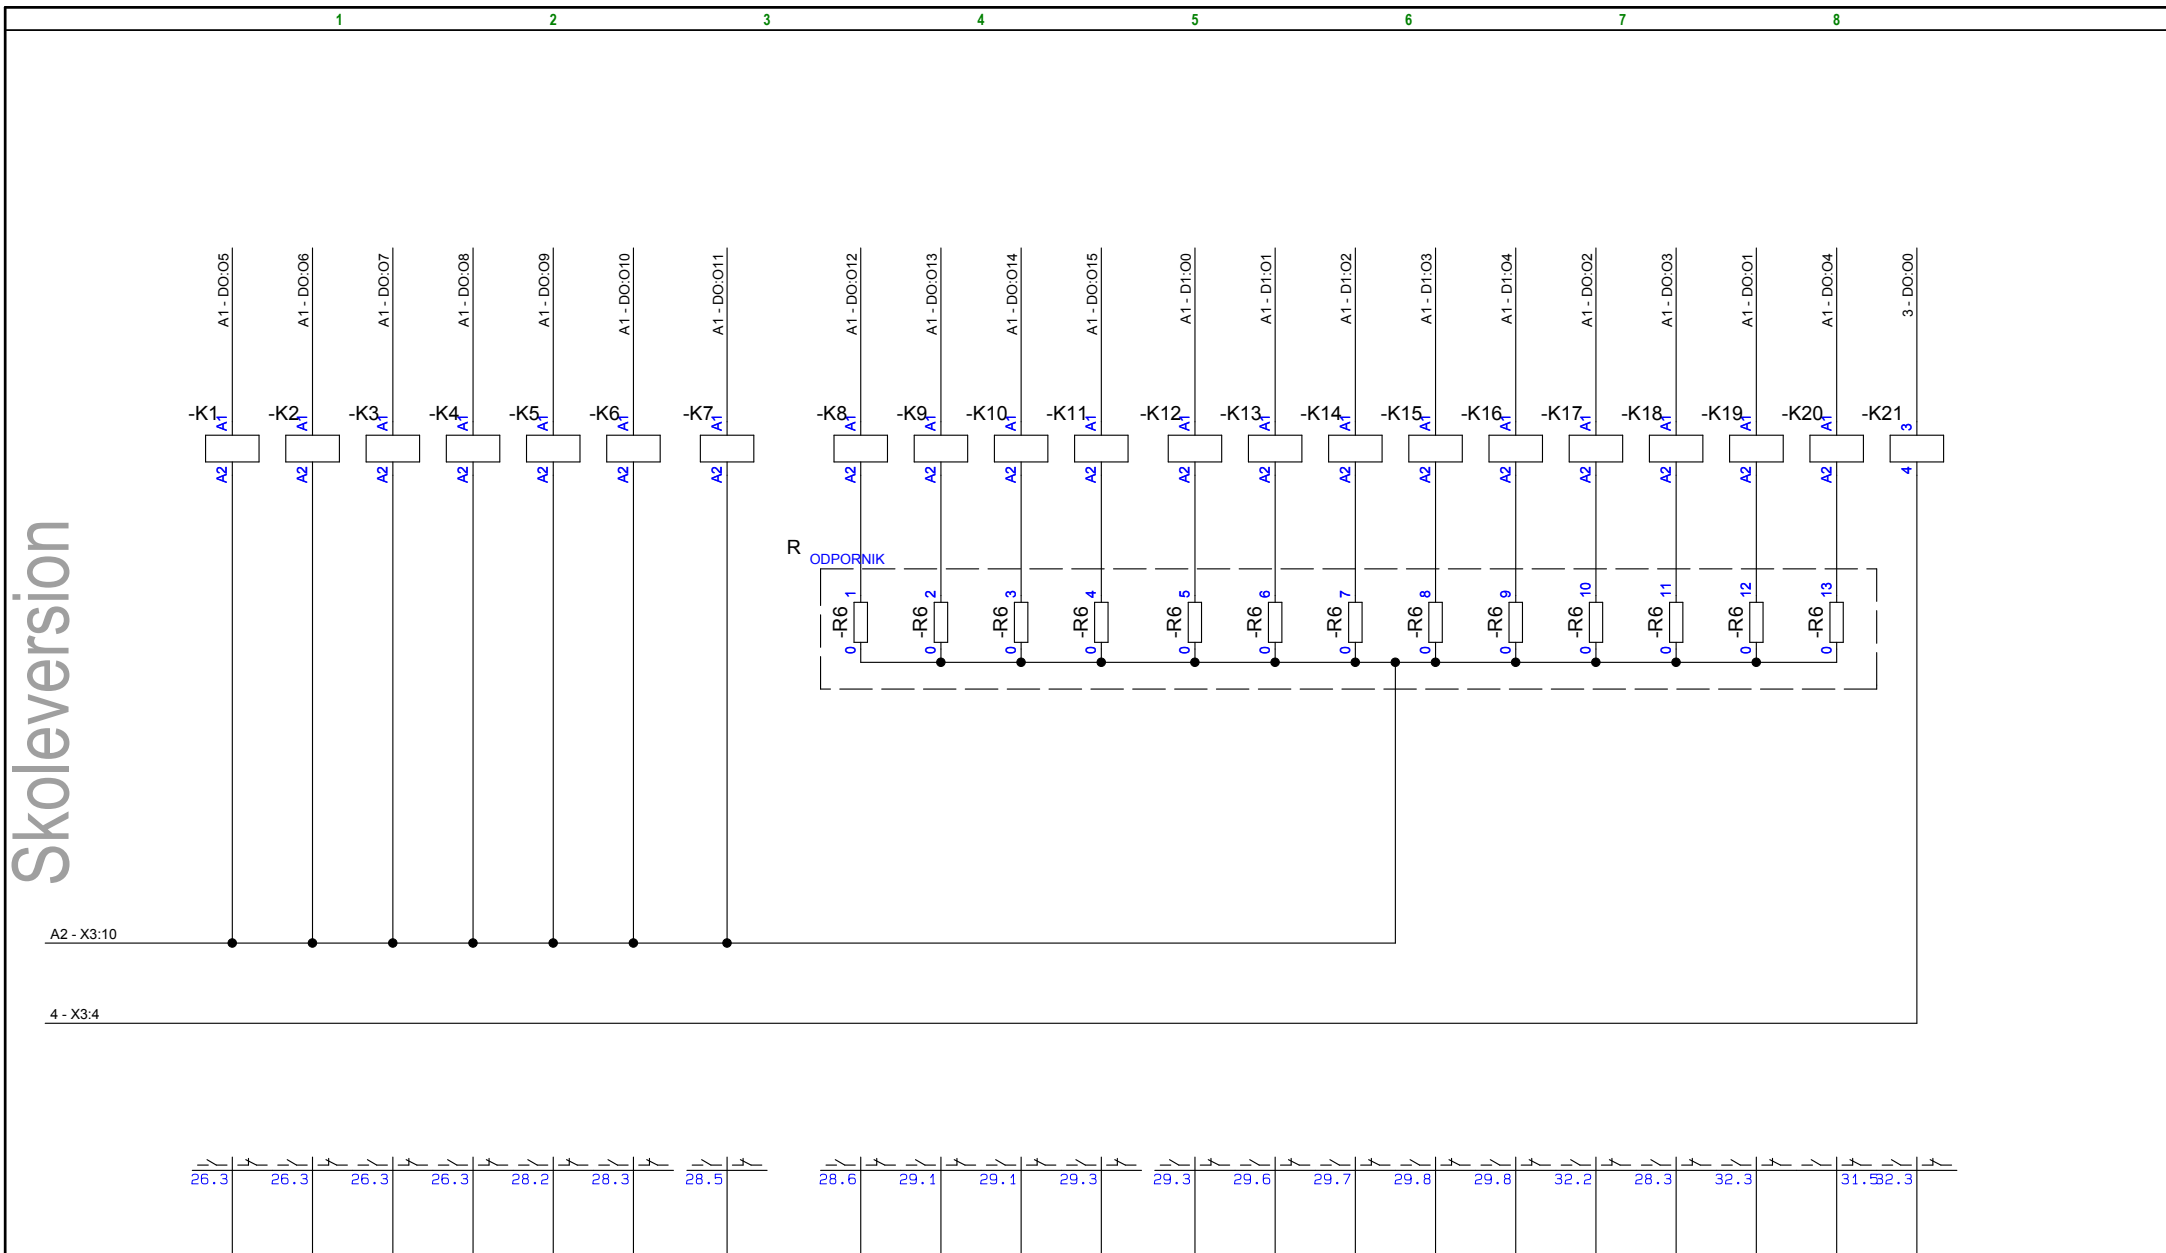 1 2 3 4 5 6 7 8
A1 - DO:O5 A1 - DO:O6 A1 - DO:O7 A1 - DO:O8 A1 - DO:O9 A1 - DO:O10 A1 - DO:O11 A1 - DO:O12 A1 - DO:O13 A1 - DO:O14 A1 - DO:O15 A1 - D1:O0 A1 - D1:O1 A1 - D1:O2 A1 - D1:O3 A1 - D1:O4 A1 - DO:O2 A1 - DO:O3 A1 - DO:O1 A1 - DO:O4 3 - DO:O0
-K1 -K2 -K3 -K4 -K5 -K6 -K7 -K8 -K9 -K10 -K11 -K12 -K13 -K14 -K15 -K16 -K17 -K18 -K19 -K20 -K21
A1 A1 A1 A1 A1 A1 A1 A1 A1 A1 A1 A1 A1 A1 A1 A1 A1 A1 A1 A1 3
A2 A2 A2 A2 A2 A2 A2 A2 A2 A2 A2 A2 A2 A2 A2 A2 A2 A2 A2 A2 4
R ODPORNIK
1 2 3 4 5 6 7 8 9 10 11 12 13
-R6 -R6 -R6 -R6 -R6 -R6 -R6 -R6 -R6 -R6 -R6 -R6 -R6
0 0 0 0 0 0 0 0 0 0 0 0 0
Skoleversion
A2 - X3:10
4 - X3:4
26.3 26.3 26.3 26.3 28.2 28.3 28.5 28.6 29.1 29.1 29.3 29.3 29.6 29.7 29.8 29.8 32.2 28.3 32.3 31.5 32.3